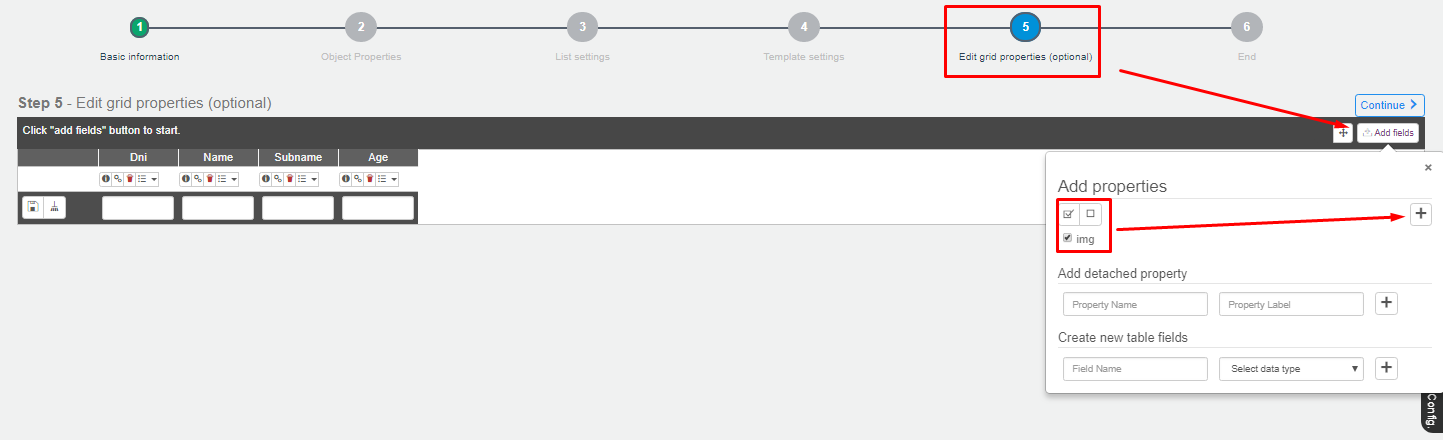 1 2 3 4 5 6
Basic information Object Properties List settings Template settings Edit grid properties (optional) End
Step 5 - Edit grid properties (optional)
Continue
Click "add fields" button to start.
Add fields
Dni Name Subname Age
×
Add properties
img
Add detached property
Property Name Property Label
Create new table fields
Field Name Select data type
Config.